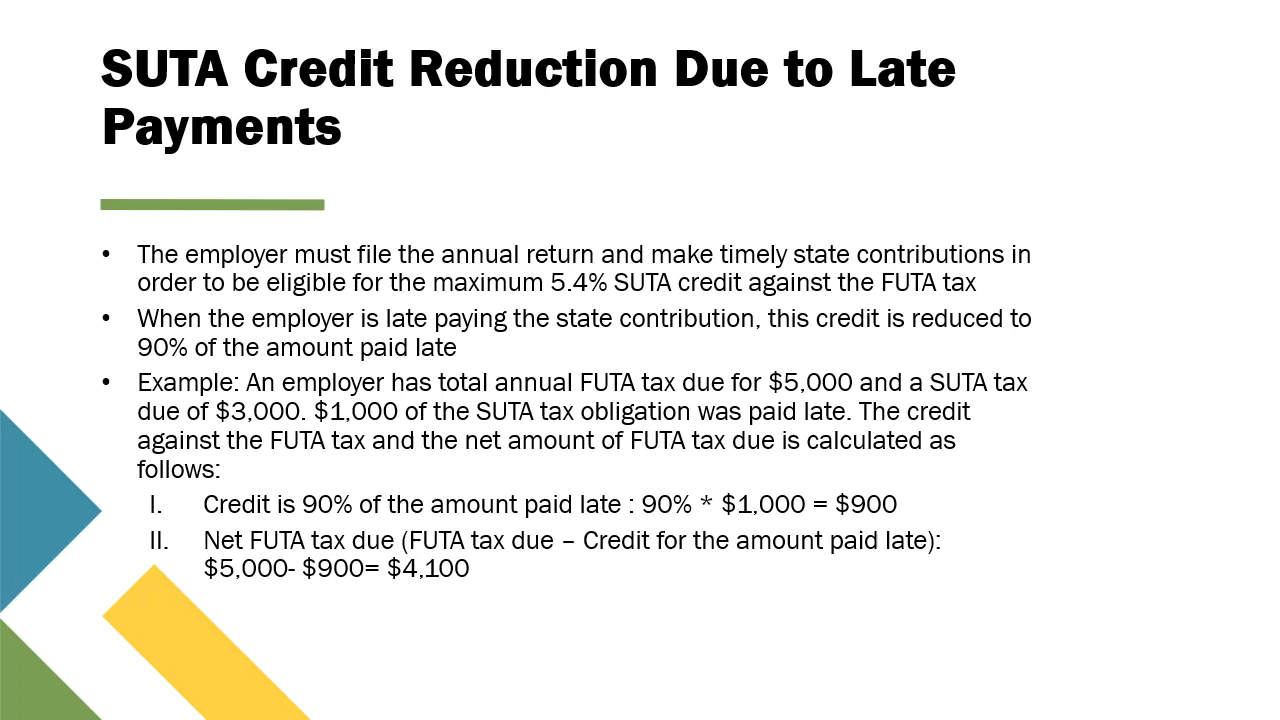 SUTA Credit Reduction Due to Late
Payments
• The employer must file the annual return and make timely state contributions in
order to be eligible for the maximum 5.4% SUTA credit against the FUTA tax
• When the employer is late paying the state contribution, this credit is reduced to
90% of the amount paid late
• Example: An employer has total annual FUTA tax due for $5,000 and a SUTA tax
due of $3,000. $1,000 of the SUTA tax obligation was paid late. The credit
against the FUTA tax and the net amount of FUTA tax due is calculated as
follows:
I. Credit is 90% of the amount paid late : 90% * $1,000 = $900
II. Net FUTA tax due (FUTA tax due – Credit for the amount paid late):
$5,000- $900= $4,100